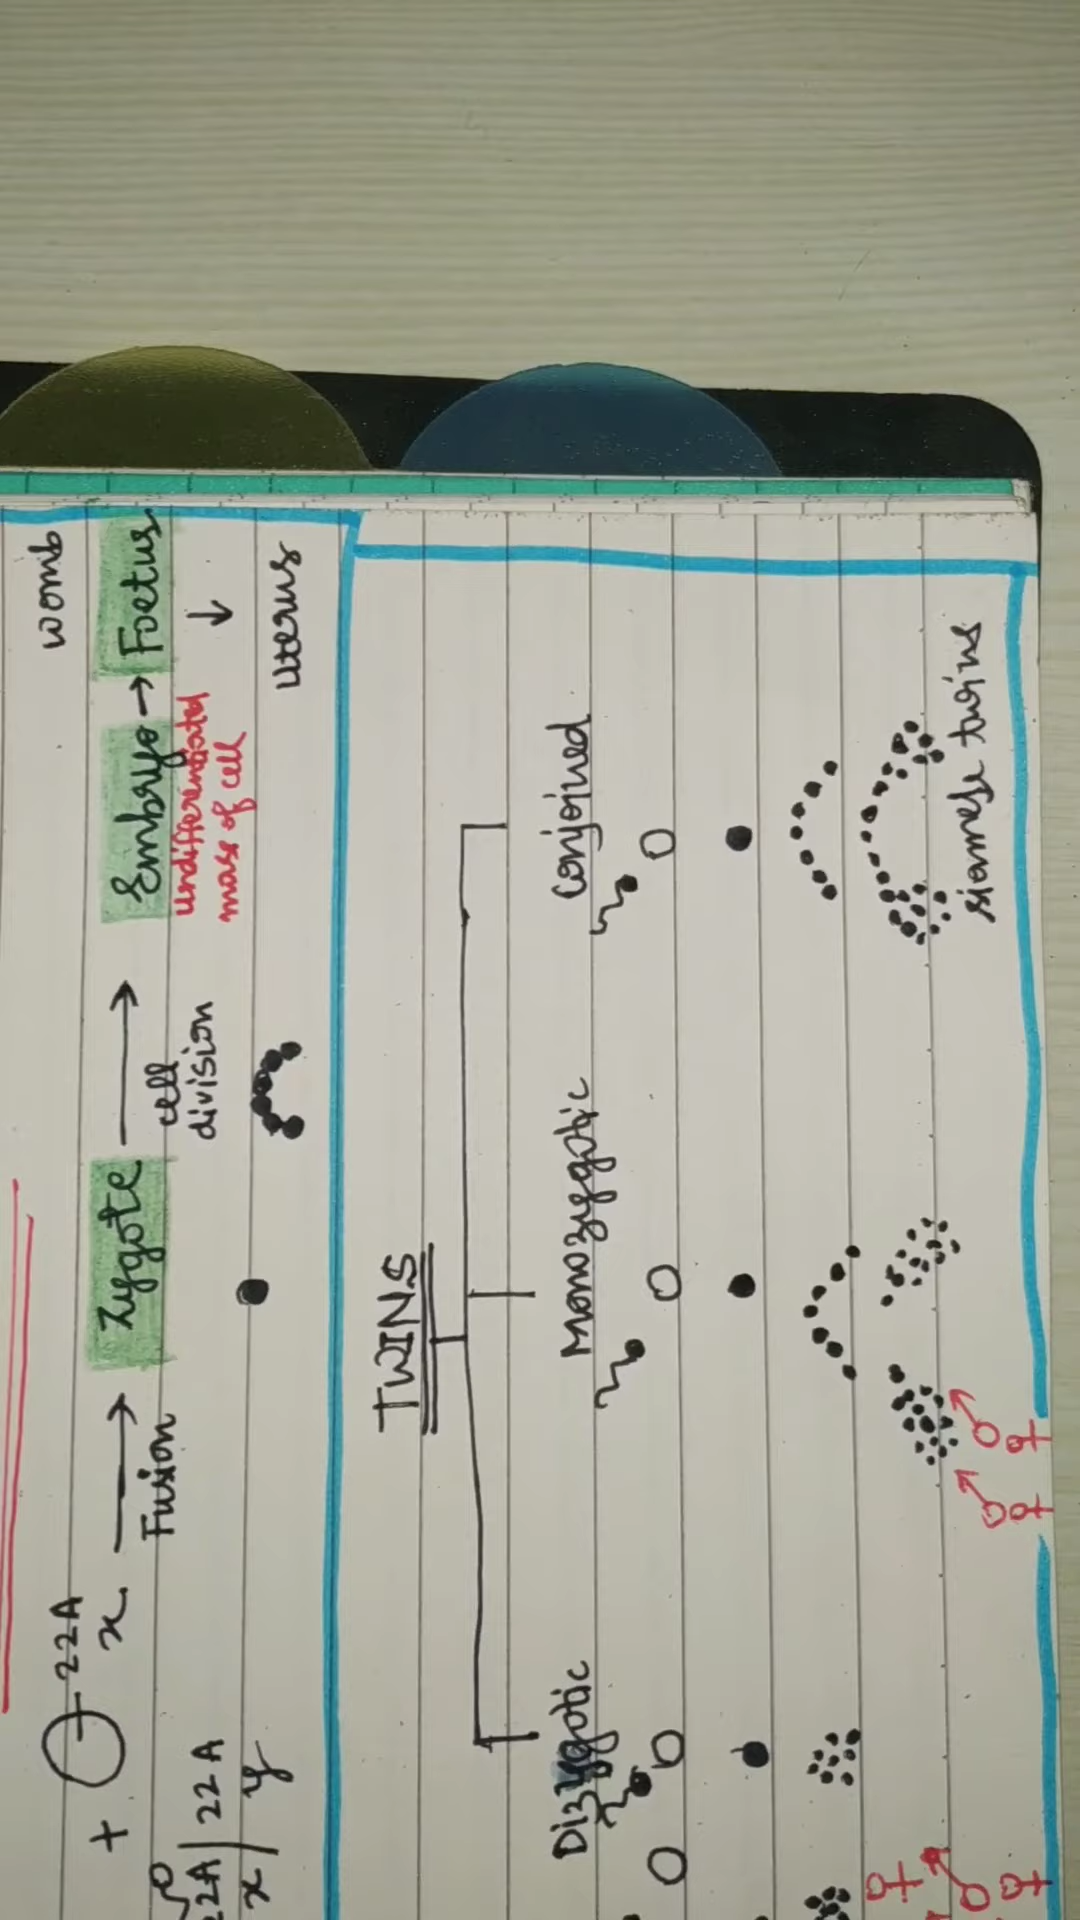 22A
+ x Fusion Zygote cell division Embryo → Foetus
undifferentiated
mass of cell
womb
↓
uterus
22A | 22A
x | y
TWINS
Dizygotic Monozygotic Conjoined
siamese twins